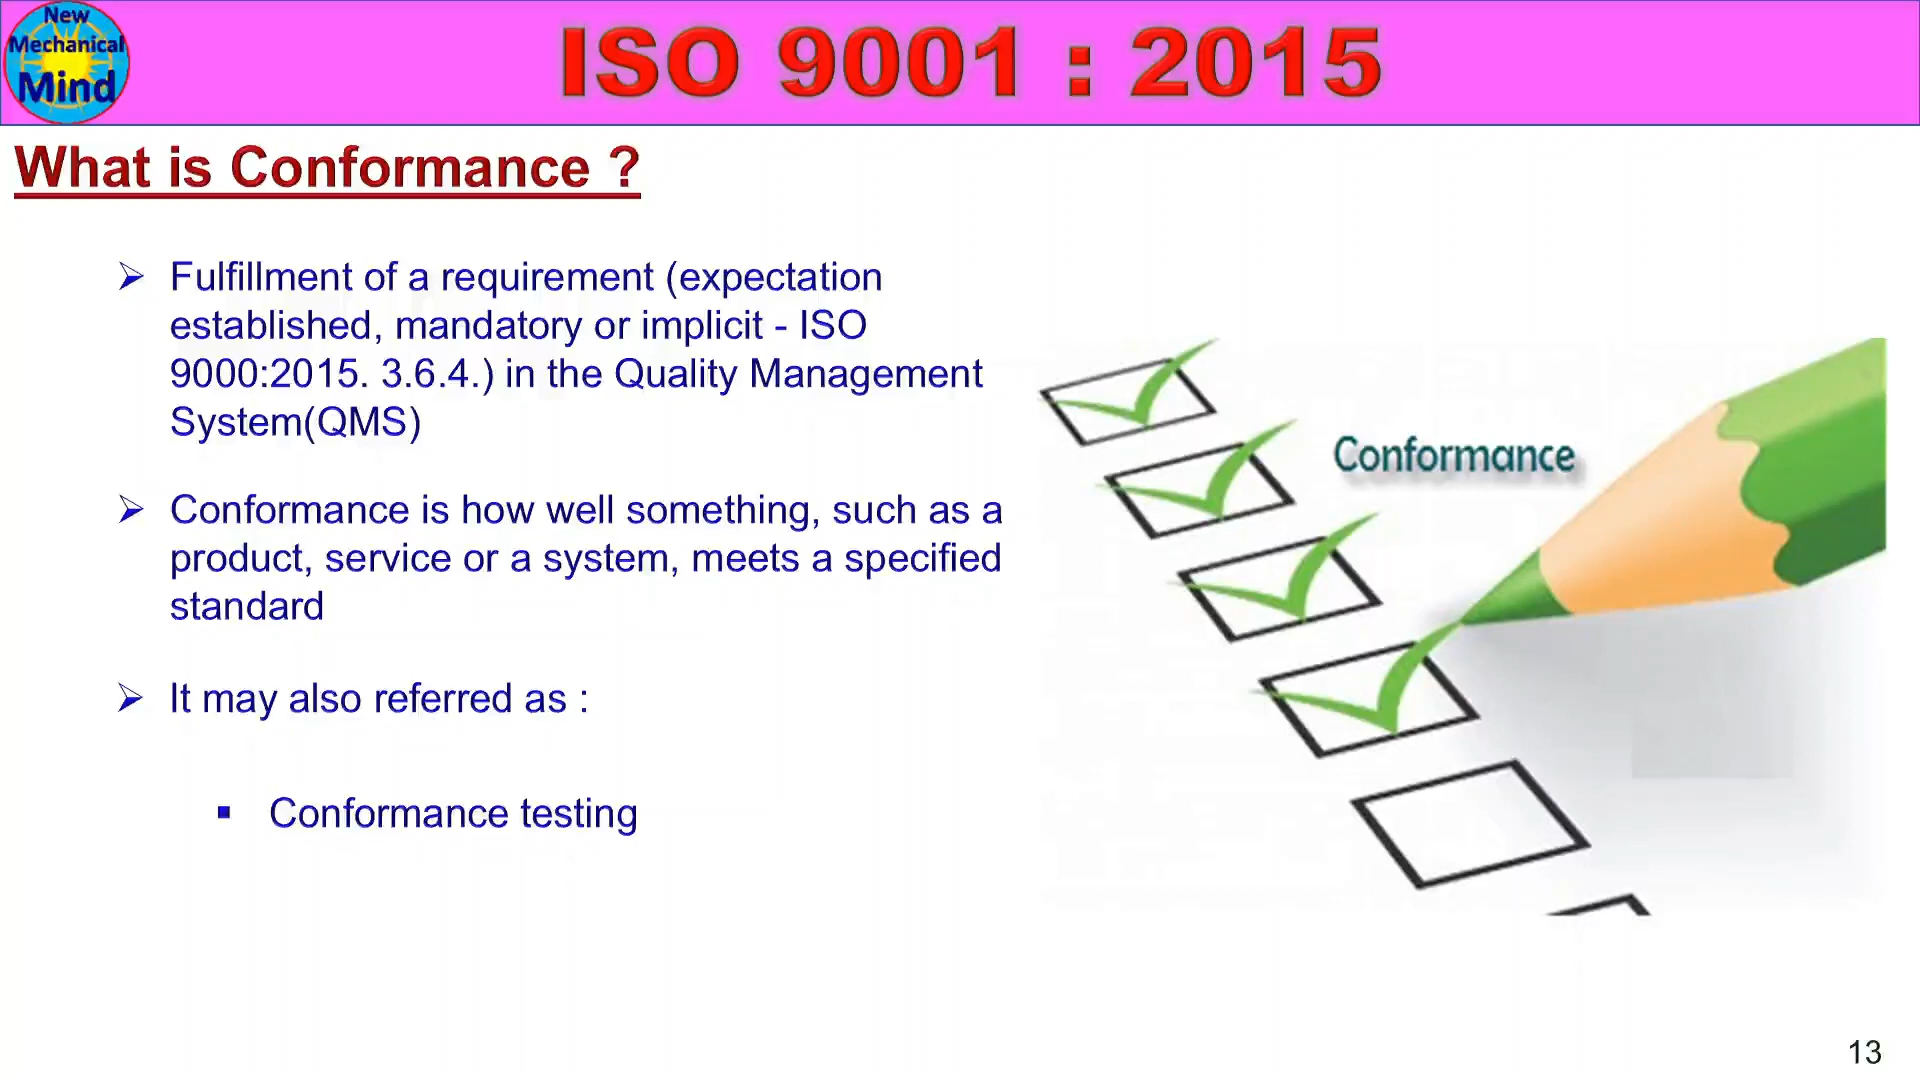 New
Mechanical
Mind
ISO 9001 : 2015
What is Conformance ?
Fulfillment of a requirement (expectation
established, mandatory or implicit - ISO
9000:2015. 3.6.4.) in the Quality Management
System(QMS)
Conformance is how well something, such as a
product, service or a system, meets a specified
standard
It may also referred as :
Conformance testing
Conformance
13